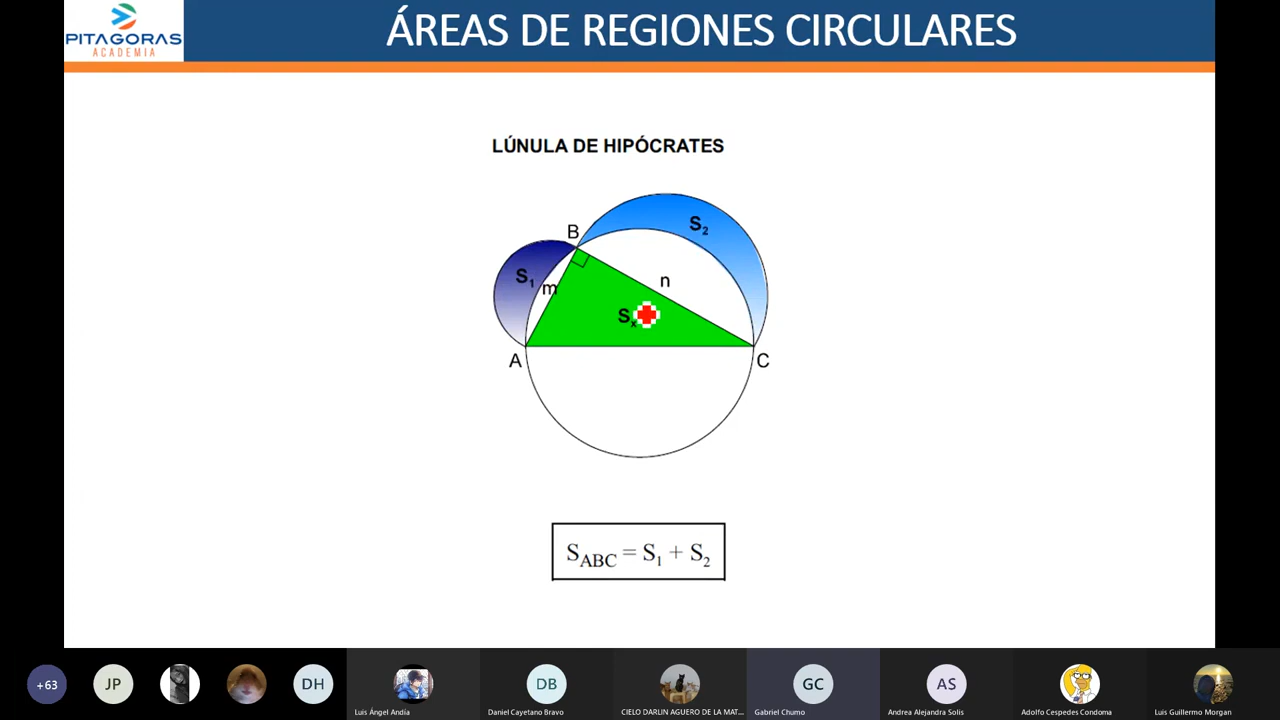 PITAGORAS
ACADEMIA
ÁREAS DE REGIONES CIRCULARES
LÚNULA DE HIPÓCRATES
B
S₂
S₁
m
n
Sₓ
A
C
S_ABC = S₁ + S₂
+63
JP
DH
DB
GC
AS
Luis Ángel Andía
Daniel Cayetano Bravo
CIELO DARLIN AGUERO DE LA MAT...
Gabriel Chumo
Andrea Alejandra Solis
Adolfo Cespedes Condoma
Luis Guillermo Morgan